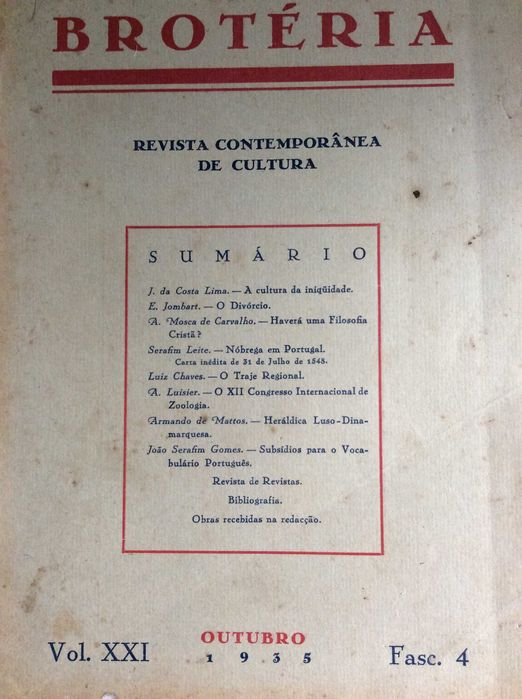 BROTÉRIA
REVISTA CONTEMPORÂNEA
DE CULTURA
SUMÁRIO
J. da Costa Lima. — A cultura da iniqüidade.
E. Jombart. — O Divórcio.
A. Mosca de Carvalho. — Haverá uma Filosofia
Cristã?
Serafim Leite. — Nóbrega em Portugal.
Carta inédita de 31 de Julho de 1548.
Luiz Chaves. — O Traje Regional.
A. Luisier. — O XII Congresso Internacional de
Zoologia.
Armando de Mattos. — Heráldica Luso-Dina-
marquesa.
João Serafim Gomes. — Subsídios para o Voca-
bulário Português.
Revista de Revistas.
Bibliografia.
Obras recebidas na redacção.
Vol. XXI OUTUBRO 1935 Fasc. 4